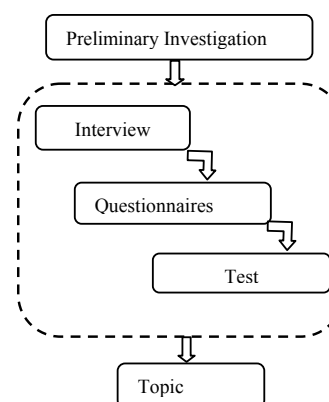 Preliminary Investigation
Interview
Questionnaires
Test
Topic